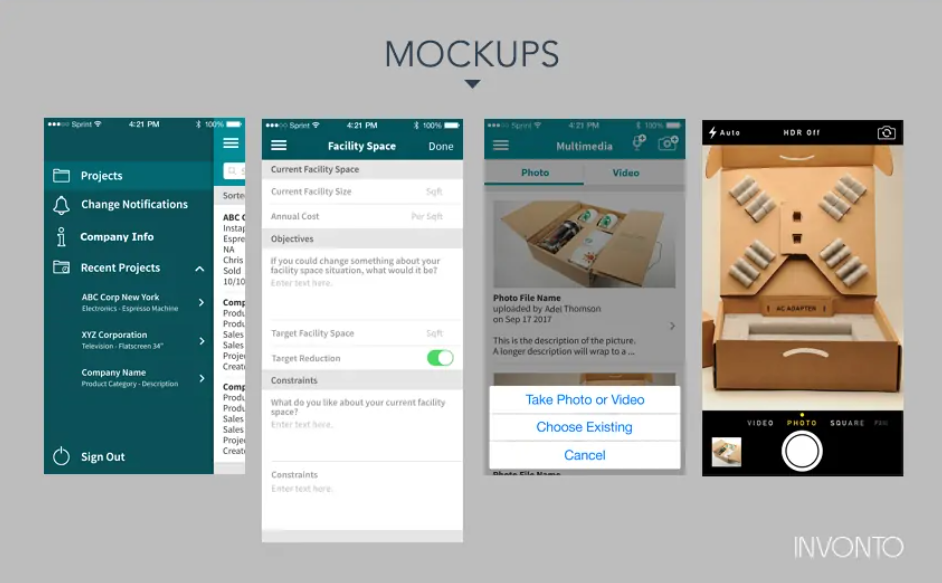 MOCKUPS
Sprint 4:21 PM 100%
Projects
Change Notifications
Company Info
Recent Projects
ABC Corp New York
Electronics - Espresso Machine
XYZ Corporation
Television - Flatscreen 34"
Company Name
Product Category - Description
Sign Out
S
Sorte
ABC C
Instap
Espre
NA
Chris
Sold
10/10
Comp
Produ
Produ
Sales
Sales
Projec
Create
Comp
Produ
Produ
Sales
Sales
Projec
Creat
Sprint 4:21 PM 100%
Facility Space Done
Current Facility Space
Current Facility Size Sqft
Annual Cost Per Sqft
Objectives
If you could change something about your
facility space situation, what would it be?
Enter text here.
Target Facility Space Sqft
Target Reduction
Constraints
What do you like about your current facility
space?
Enter text here.
Constraints
Enter text here.
Sprint 4:21 PM 100%
Multimedia
Photo Video
Photo File Name
uploaded by Adel Thomson
on Sep 17 2017
This is the description of the picture.
A longer description will wrap to a ...
Take Photo or Video
Choose Existing
Cancel
Photo File Name
Auto HDR Off
AC ADAPTER
VIDEO PHOTO SQUARE PAN
INVONTO